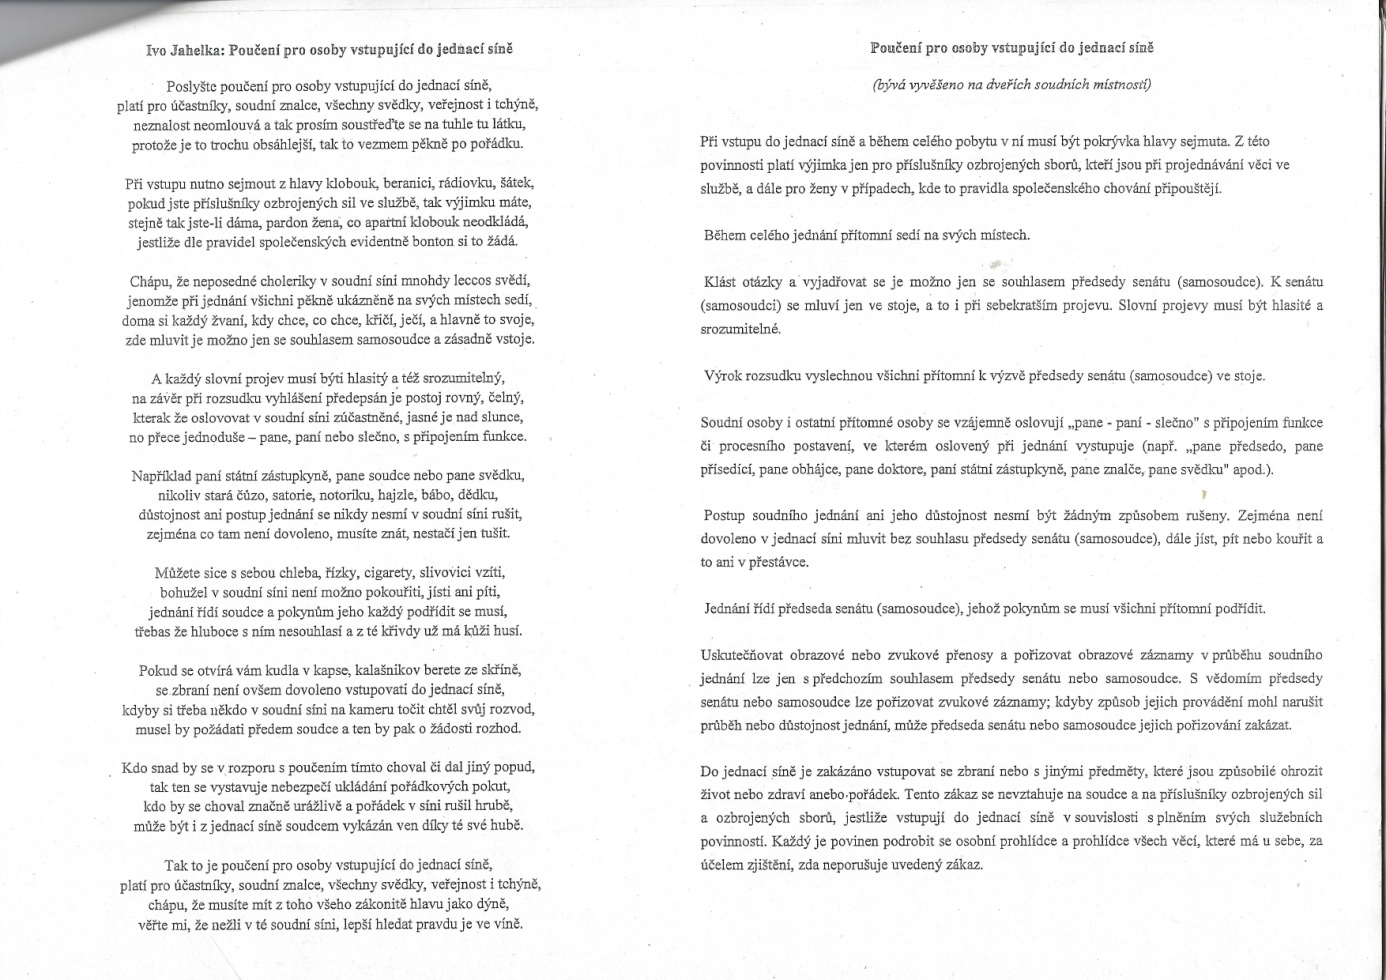 Ivo Jahelka: Poučení pro osoby vstupující do jednací síně
Poslyšte poučení pro osoby vstupující do jednací síně,
platí pro účastníky, soudní znalce, všechny svědky, veřejnost i tchýně,
neznalost neomlouvá a tak prosím soustřeďte se na tuhle tu látku,
protože je to trochu obsáhlejší, tak to vezmem pěkně po pořádku.
Při vstupu nutno sejmout z hlavy klobouk, beranici, rádiovku, šátek,
pokud jste příslušníky ozbrojených sil ve službě, tak výjimku máte,
stejně tak jste-li dáma, pardon žena, co apartní klobouk neodkládá,
jestliže dle pravidel společenských evidentně bonton si to žádá.
Chápu, že neposedné choleriky v soudní síni mnohdy leccos svědí,
jenomže při jednání všichni pěkně ukázněně na svých místech sedí,
doma si každý žvaní, kdy chce, co chce, křičí, ječí, a hlavně to svoje,
zde mluvit je možno jen se souhlasem samosoudce a zásadně vstoje.
A každý slovní projev musí býti hlasitý a též srozumitelný,
na závěr při rozsudku vyhlášení předepsán je postoj rovný, čelný,
kterak že oslovovat v soudní síni zúčastněné, jasné je nad slunce,
no přece jednoduše – pane, paní nebo slečno, s připojením funkce.
Například paní státní zástupkyně, pane soudce nebo pane svědku,
nikoliv stará čůzo, satorie, notoriku, hajzle, bábo, dědku,
důstojnost ani postup jednání se nikdy nesmí v soudní síni rušit,
zejména co tam není dovoleno, musíte znát, nestačí jen tušit.
Můžete sice s sebou chleba, řízky, cigarety, slivovici vzíti,
bohužel v soudní síni není možno pokouřiti, jísti ani píti,
jednání řídí soudce a pokynům jeho každý podřídit se musí,
třebas že hluboce s ním nesouhlasí a z té křivdy už má kůži husí.
Pokud se otvírá vám kudla v kapse, kalašnikov berete ze skříně,
se zbraní není ovšem dovoleno vstupovati do jednací síně,
kdyby si třeba někdo v soudní síni na kameru točit chtěl svůj rozvod,
musel by požádati předem soudce a ten by pak o žádosti rozhod.
Kdo snad by se v rozporu s poučením tímto choval či dal jiný popud,
tak ten se vystavuje nebezpečí ukládání pořádkových pokut,
kdo by se choval značně urážlivě a pořádek v síni rušil hrubě,
může být i z jednací síně soudcem vykázán ven díky té své hubě.
Tak to je poučení pro osoby vstupující do jednací síně,
platí pro účastníky, soudní znalce, všechny svědky, veřejnost i tchýně,
chápu, že musíte mít z toho všeho zákonitě hlavu jako dýně,
věřte mi, že nežli v té soudní síni, lepší hledat pravdu je ve víně.
Poučení pro osoby vstupující do jednací síně
(bývá vyvěšeno na dveřích soudních místností)
Při vstupu do jednací síně a během celého pobytu v ní musí být pokrývka hlavy sejmuta. Z této
povinnosti platí výjimka jen pro příslušníky ozbrojených sborů, kteří jsou při projednávání věci ve
službě, a dále pro ženy v případech, kde to pravidla společenského chování připouštějí.
Během celého jednání přítomní sedí na svých místech.
Klást otázky a vyjadřovat se je možno jen se souhlasem předsedy senátu (samosoudce). K senátu
(samosoudci) se mluví jen ve stoje, a to i při sebekratším projevu. Slovní projevy musí být hlasité a
srozumitelné.
Výrok rozsudku vyslechnou všichni přítomní k výzvě předsedy senátu (samosoudce) ve stoje.
Soudní osoby i ostatní přítomné osoby se vzájemně oslovují „pane - paní - slečno" s připojením funkce
či procesního postavení, ve kterém oslovený při jednání vystupuje (např. „pane předsedo, pane
přísedící, pane obhájce, pane doktore, paní státní zástupkyně, pane znalče, pane svědku" apod.).
Postup soudního jednání ani jeho důstojnost nesmí být žádným způsobem rušeny. Zejména není
dovoleno v jednací síni mluvit bez souhlasu předsedy senátu (samosoudce), dále jíst, pít nebo kouřit a
to ani v přestávce.
Jednání řídí předseda senátu (samosoudce), jehož pokynům se musí všichni přítomní podřídit.
Uskutečňovat obrazové nebo zvukové přenosy a pořizovat obrazové záznamy v průběhu soudního
jednání lze jen s předchozím souhlasem předsedy senátu nebo samosoudce. S vědomím předsedy
senátu nebo samosoudce lze pořizovat zvukové záznamy; kdyby způsob jejich provádění mohl narušit
průběh nebo důstojnost jednání, může předseda senátu nebo samosoudce jejich pořizování zakázat.
Do jednací síně je zakázáno vstupovat se zbraní nebo s jinými předměty, které jsou způsobilé ohrozit
život nebo zdraví anebo pořádek. Tento zákaz se nevztahuje na soudce a na příslušníky ozbrojených sil
a ozbrojených sborů, jestliže vstupují do jednací síně v souvislosti s plněním svých služebních
povinností. Každý je povinen podrobit se osobní prohlídce a prohlídce všech věcí, které má u sebe, za
účelem zjištění, zda neporušuje uvedený zákaz.